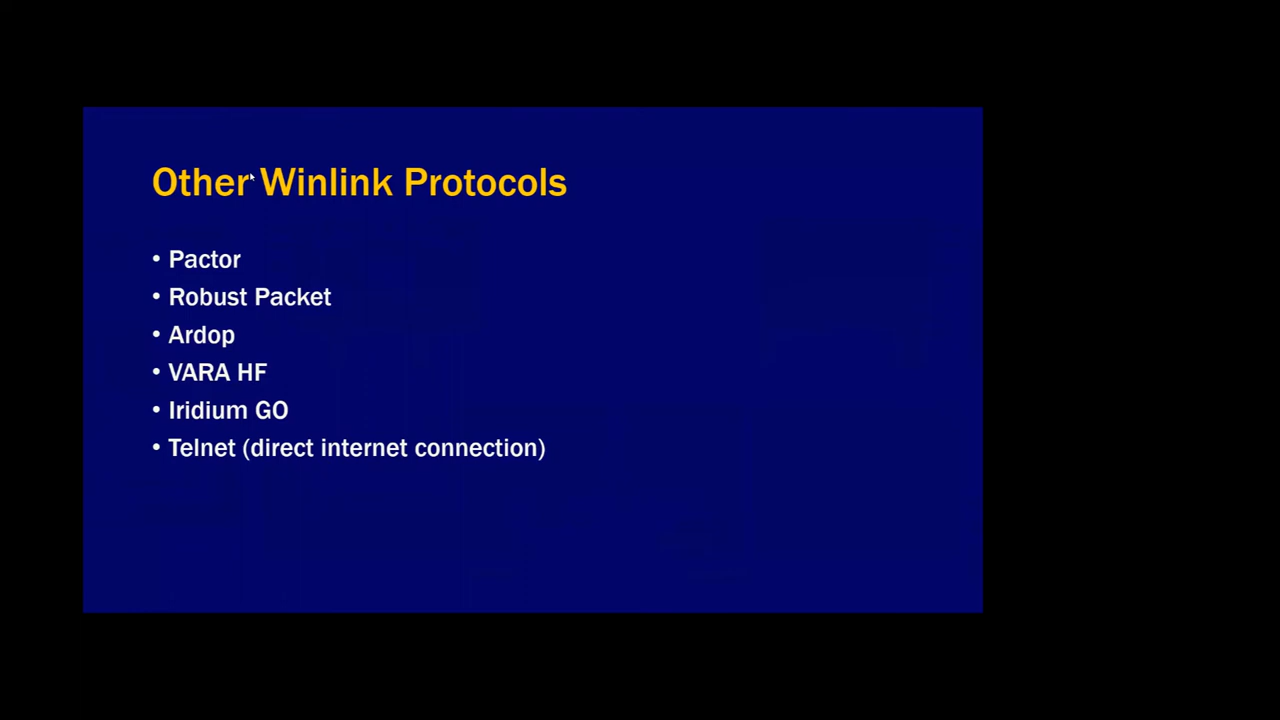 Other Winlink Protocols
• Pactor
• Robust Packet
• Ardop
• VARA HF
• Iridium GO
• Telnet (direct internet connection)